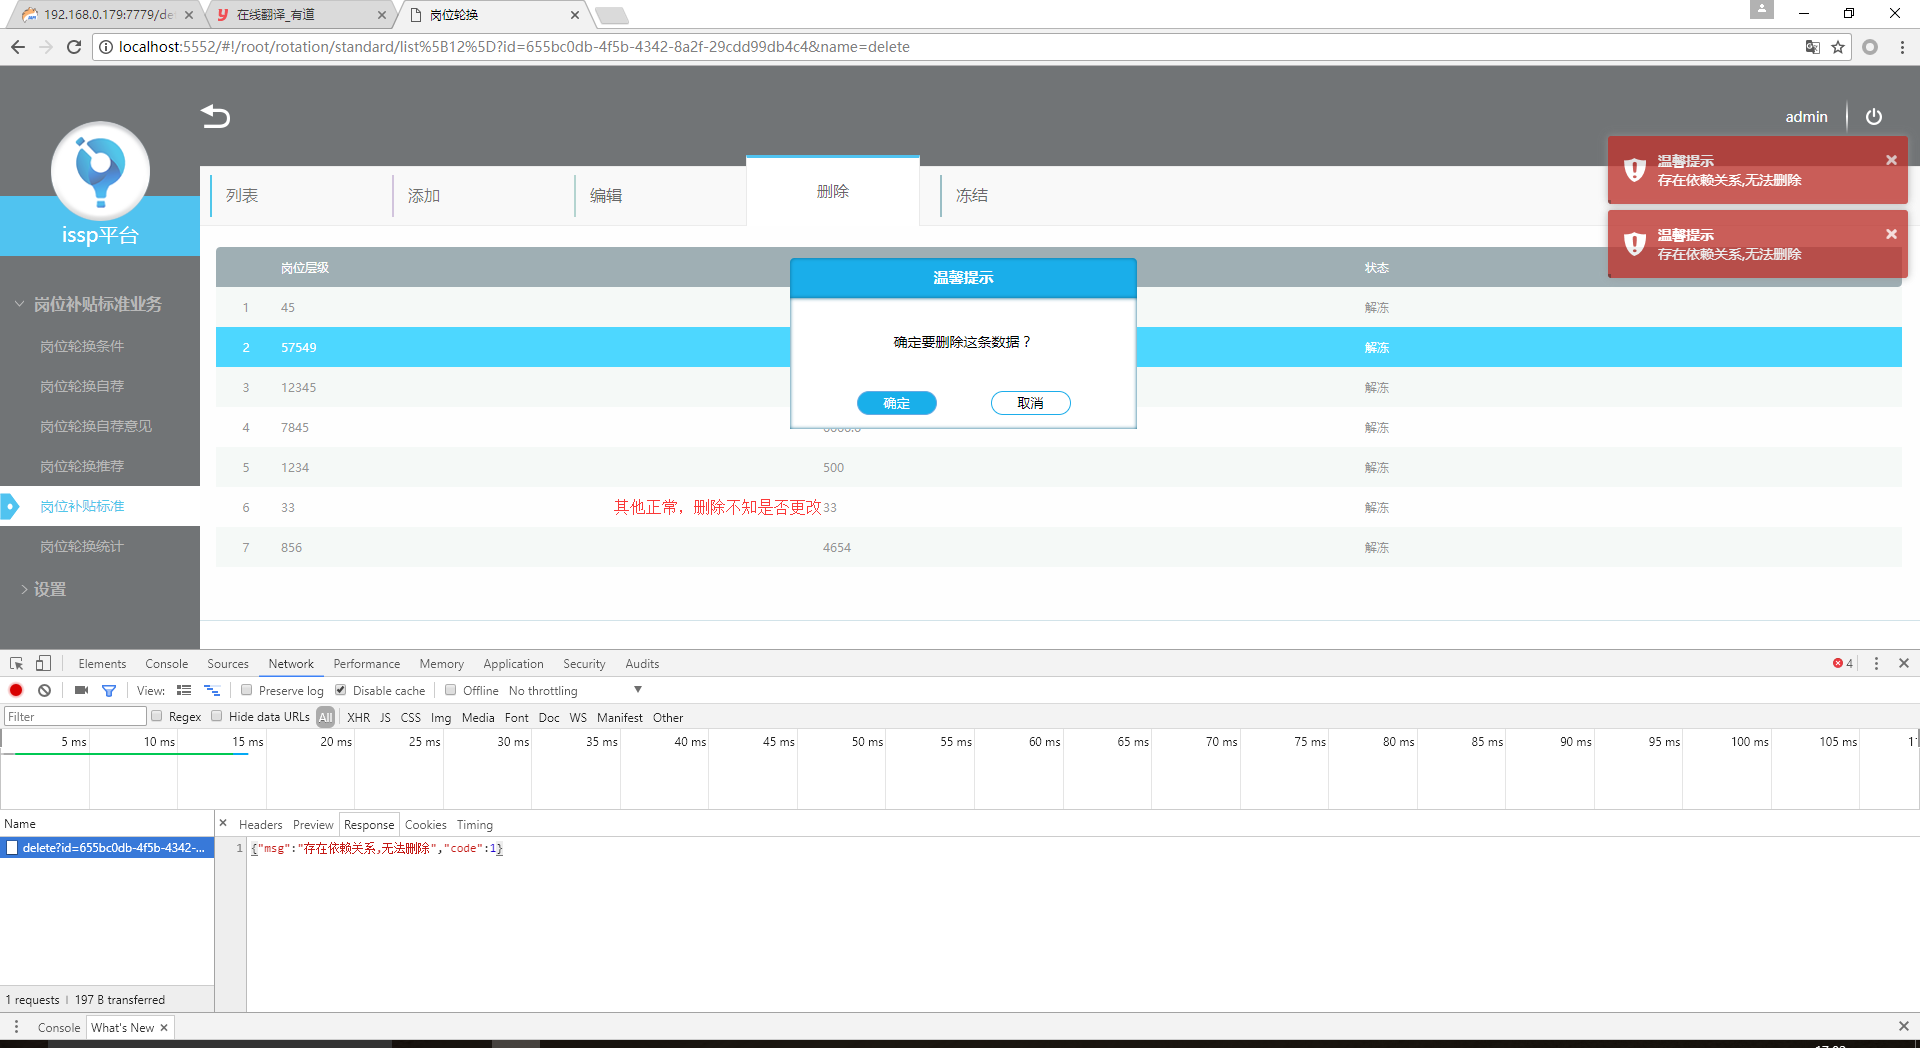 192.168.0.179:7779/de
在线翻译_有道
岗位轮换
localhost:5552/#!/root/rotation/standard/list%5B12%5D?id=655bc0db-4f5b-4342-8a2f-29cdd99db4c4&name=delete
admin
issp平台
列表
添加
编辑
删除
冻结
温馨提示
存在依赖关系,无法删除
温馨提示
存在依赖关系,无法删除
岗位补贴标准业务
岗位轮换条件
岗位轮换自荐
岗位轮换自荐意见
岗位轮换推荐
岗位补贴标准
岗位轮换统计
设置
岗位层级 状态
1 45 解冻
2 57549 解冻
3 12345 解冻
4 7845 解冻
5 1234 500 解冻
6 33 33 解冻
7 856 4654 解冻
其他正常，删除不知是否更改
温馨提示
确定要删除这条数据？
确定 取消
Elements Console Sources Network Performance Memory Application Security Audits 4
View: Preserve log Disable cache Offline No throttling
Filter Regex Hide data URLs All XHR JS CSS Img Media Font Doc WS Manifest Other
5 ms 10 ms 15 ms 20 ms 25 ms 30 ms 35 ms 40 ms 45 ms 50 ms 55 ms 60 ms 65 ms 70 ms 75 ms 80 ms 85 ms 90 ms 95 ms 100 ms 105 ms
Name
Headers Preview Response Cookies Timing
delete?id=655bc0db-4f5b-4342-...
1 {"msg":"存在依赖关系,无法删除","code":1}
1 requests | 197 B transferred
Console What's New